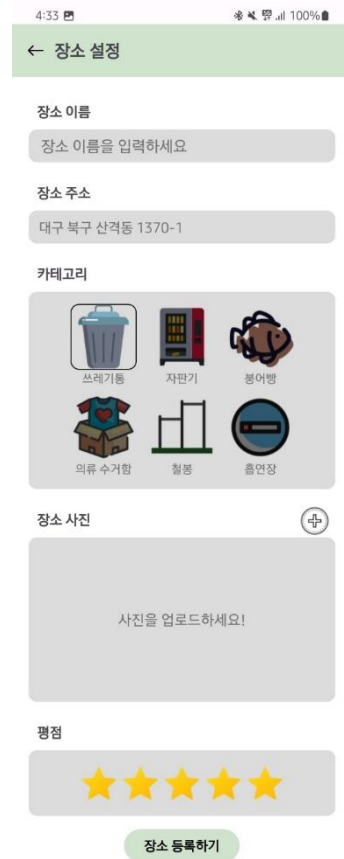 4:33
100%
← 장소 설정
장소 이름
장소 이름을 입력하세요
장소 주소
대구 북구 산격동 1370-1
카테고리
쓰레기통 자판기 붕어빵
의류 수거함 철봉 흡연장
장소 사진
사진을 업로드하세요!
평점
장소 등록하기